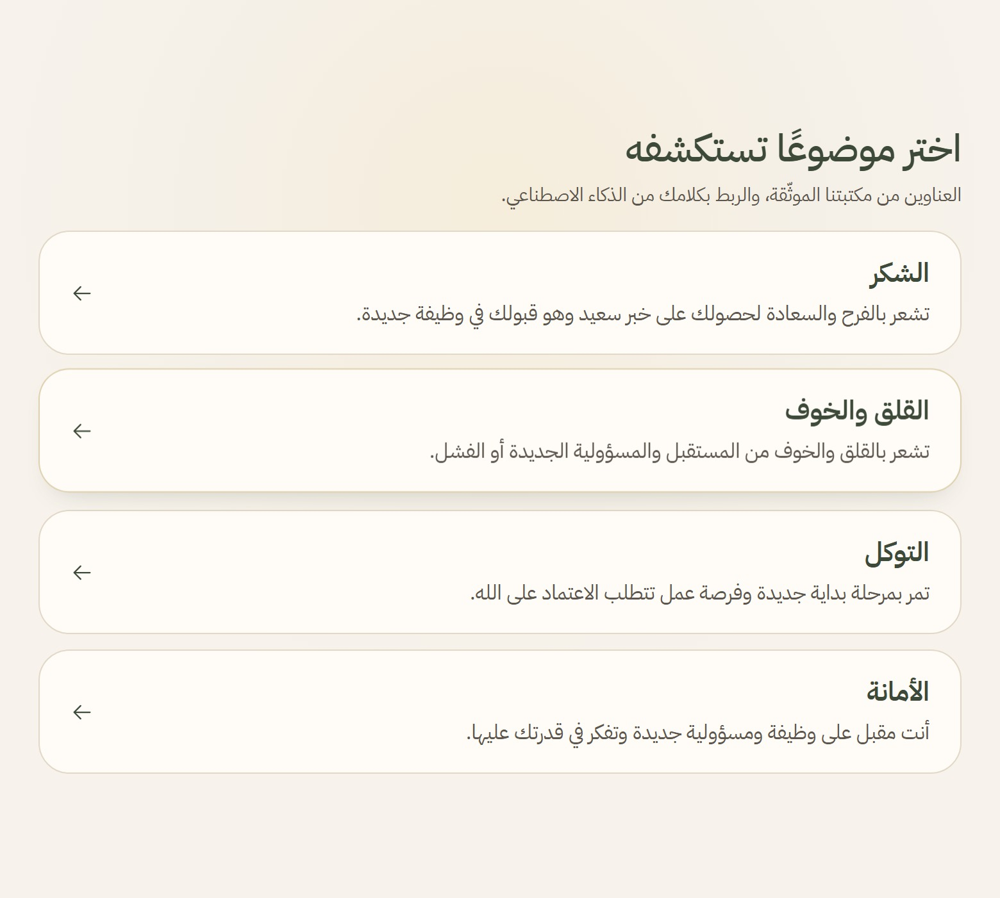 اختر موضوعًا تستكشفه
العناوين من مكتبتنا الموثّقة، والربط بكلامك من الذكاء الاصطناعي.
الشكر
تشعر بالفرح والسعادة لحصولك على خبر سعيد وهو قبولك في وظيفة جديدة.
القلق والخوف
تشعر بالقلق والخوف من المستقبل والمسؤولية الجديدة أو الفشل.
التوكل
تمر بمرحلة بداية جديدة وفرصة عمل تتطلب الاعتماد على الله.
الأمانة
أنت مقبل على وظيفة ومسؤولية جديدة وتفكر في قدرتك عليها.